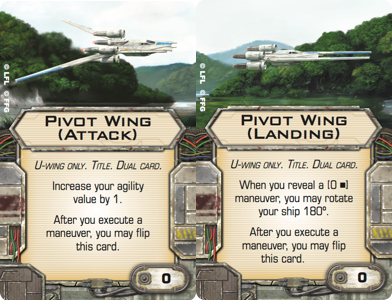 © LFL © FFG
PIVOT WING
(ATTACK)
U-WING ONLY. TITLE. DUAL CARD.
Increase your agility
value by 1.
After you execute a
maneuver, you may flip
this card.
0
© LFL © FFG
PIVOT WING
(LANDING)
U-WING ONLY. TITLE. DUAL CARD.
When you reveal a (0 ■)
maneuver, you may rotate
your ship 180°.
After you execute a
maneuver, you may flip
this card.
0